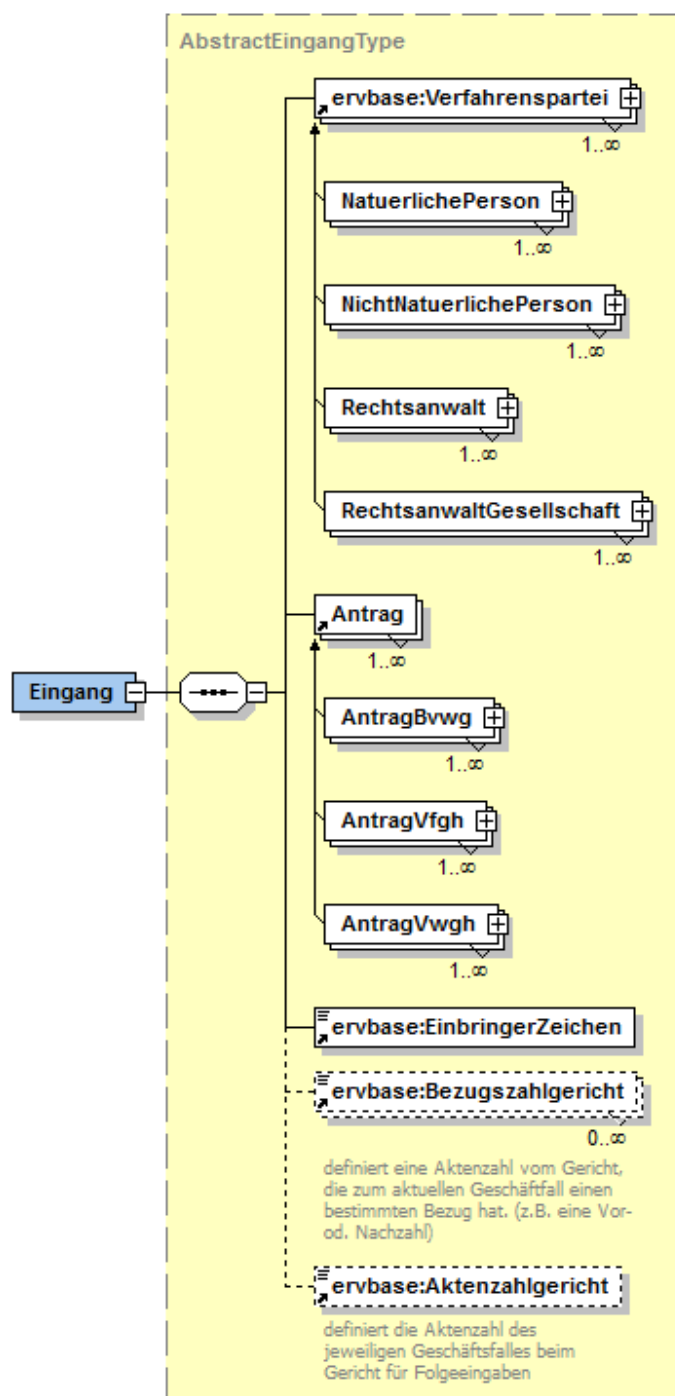 AbstractEingangType
ervbase:Verfahrenspartei
1..∞
NatuerlichePerson
1..∞
NichtNatuerlichePerson
1..∞
Rechtsanwalt
1..∞
RechtsanwaltGesellschaft
1..∞
Antrag
1..∞
Eingang
AntragBvwg
1..∞
AntragVfgh
1..∞
AntragVwgh
1..∞
ervbase:EinbringerZeichen
ervbase:Bezugszahlgericht
0..∞
definiert eine Aktenzahl vom Gericht,
die zum aktuellen Geschäftfall einen
bestimmten Bezug hat. (z.B. eine Vor-
od. Nachzahl)
ervbase:Aktenzahlgericht
definiert die Aktenzahl des
jeweiligen Geschäftsfalles beim
Gericht für Folgeeingaben